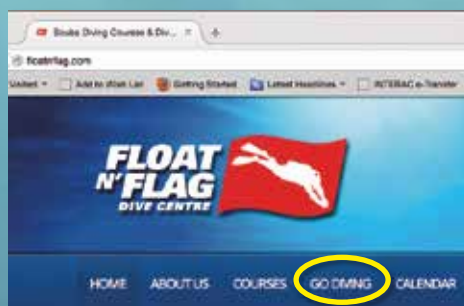 Scuba Diving Courses & Div...
floatnflag.com
Add to Wish List Getting Started Latest Headlines INTERAC e-Transfer
FLOAT
N' FLAG
DIVE CENTRE
HOME ABOUT US COURSES GO DIVING CALENDAR